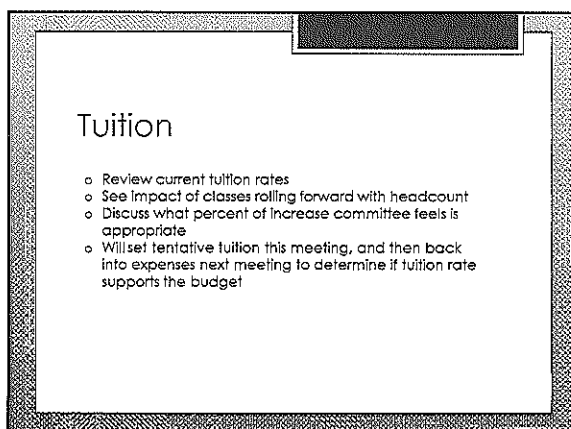 Tuition
o Review current tuition rates
o See impact of classes rolling forward with headcount
o Discuss what percent of increase committee feels is
appropriate
o Will set tentative tuition this meeting, and then back
into expenses next meeting to determine if tuition rate
supports the budget